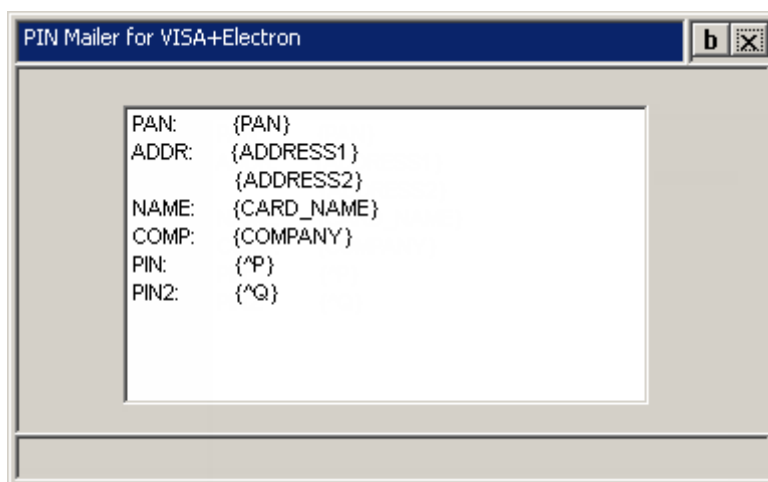 PIN Mailer for VISA+Electron b
PAN: {PAN}
ADDR: {ADDRESS1}
{ADDRESS2}
NAME: {CARD_NAME}
COMP: {COMPANY}
PIN: {^P}
PIN2: {^Q}